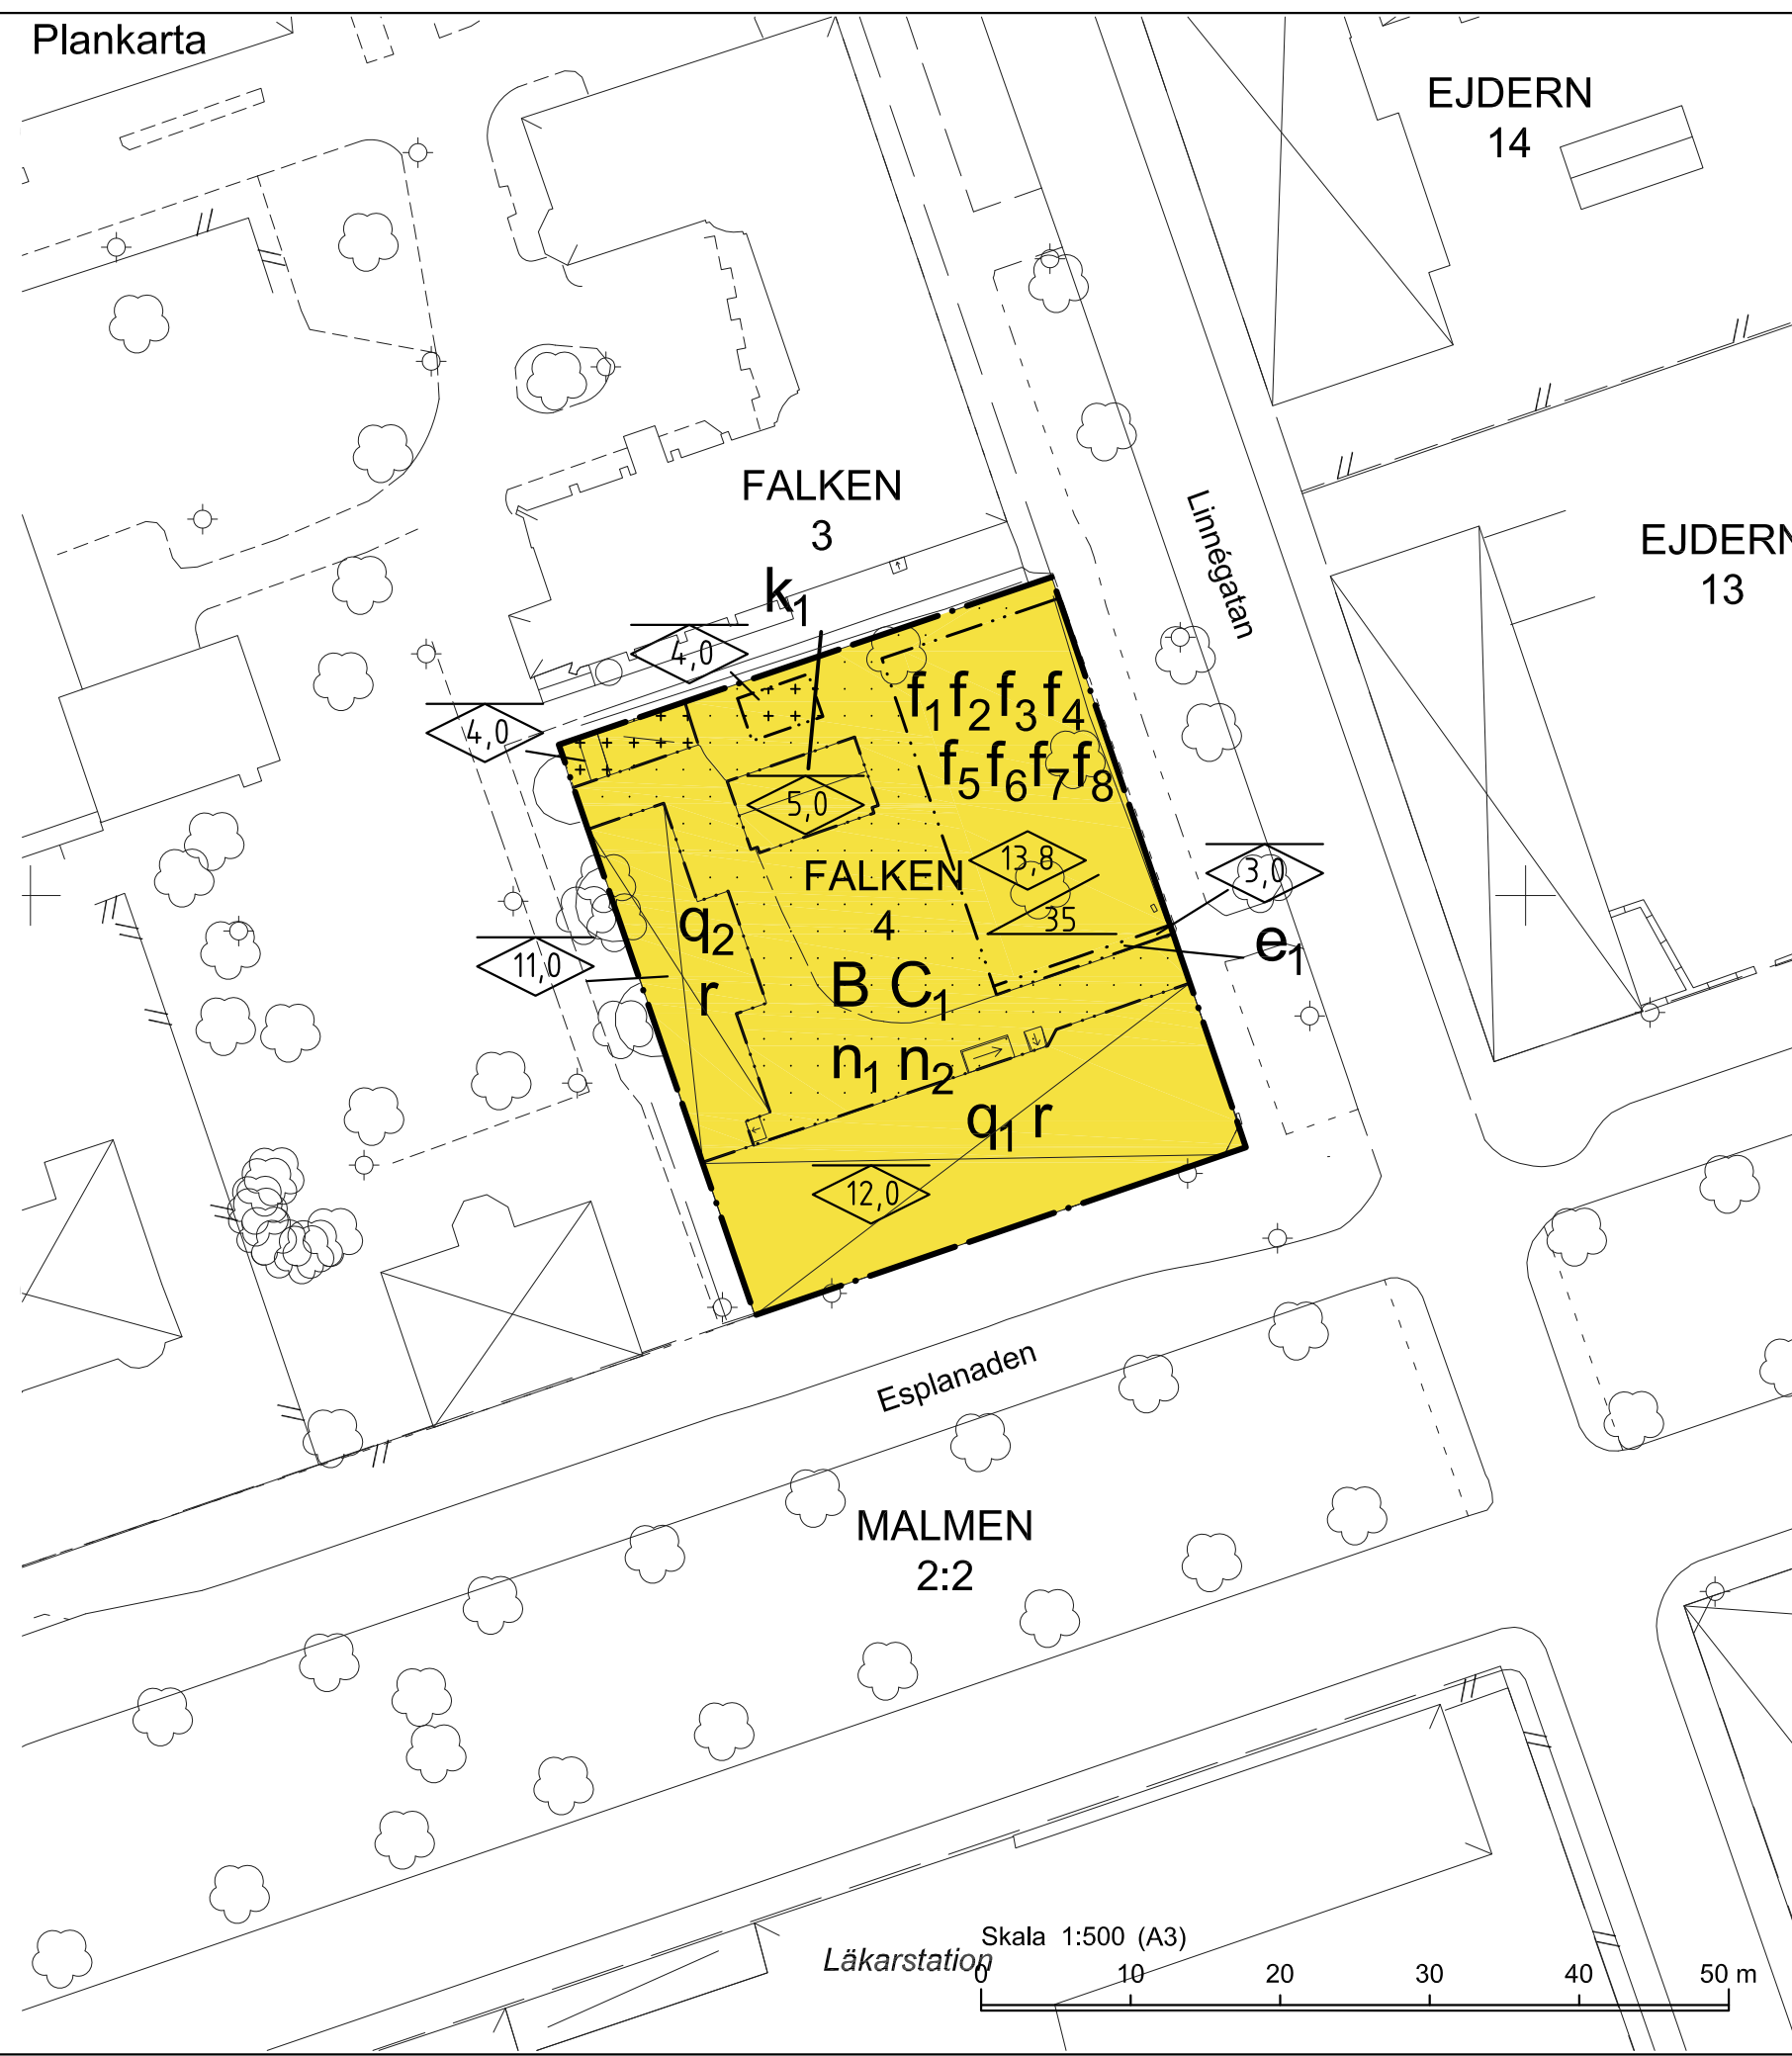 Plankarta
EJDERN
14
FALKEN
3
Linnégatan
EJDERN
13
k1
4,0
4,0
f1 f2 f3 f4
f5 f6 f7 f8
5,0
13,8
35
3,0
FALKEN
4
q2
r
11,0
e1
B C1
n1 n2
q1 r
12,0
Esplanaden
MALMEN
2:2
Skala 1:500 (A3)
Läkarstation
0 10 20 30 40 50 m